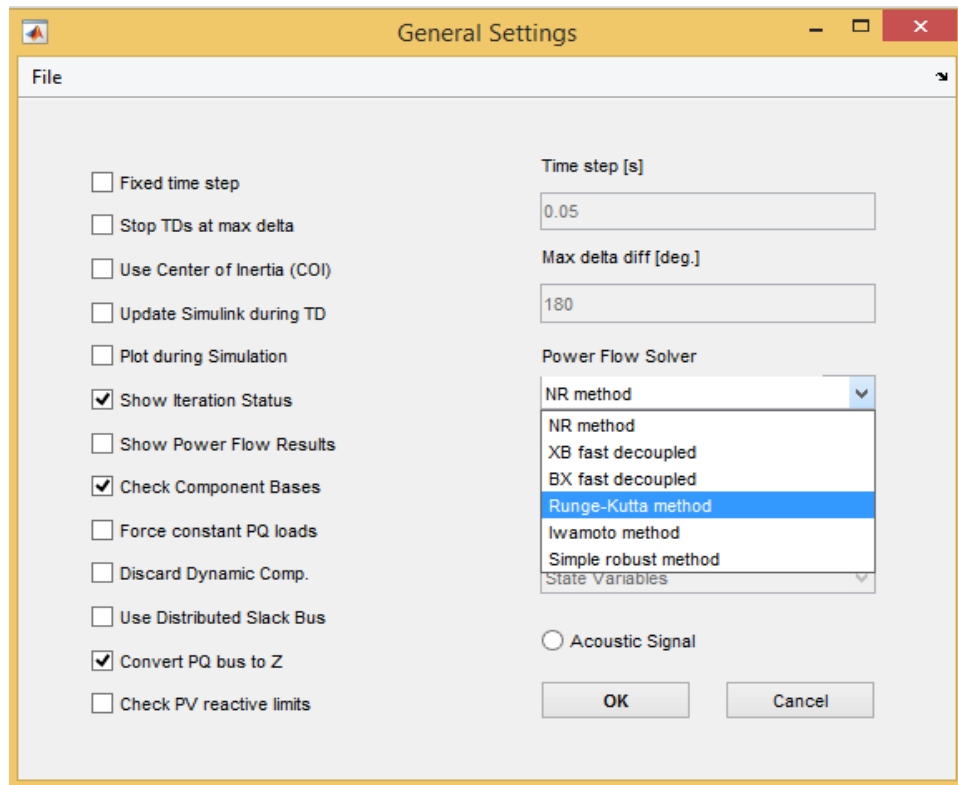 General Settings
File
Fixed time step
Stop TDs at max delta
Use Center of Inertia (COI)
Update Simulink during TD
Plot during Simulation
Show Iteration Status
Show Power Flow Results
Check Component Bases
Force constant PQ loads
Discard Dynamic Comp.
Use Distributed Slack Bus
Convert PQ bus to Z
Check PV reactive limits
Time step [s]
0.05
Max delta diff [deg.]
180
Power Flow Solver
NR method
NR method
XB fast decoupled
BX fast decoupled
Runge-Kutta method
Iwamoto method
Simple robust method
State Variables
Acoustic Signal
OK
Cancel